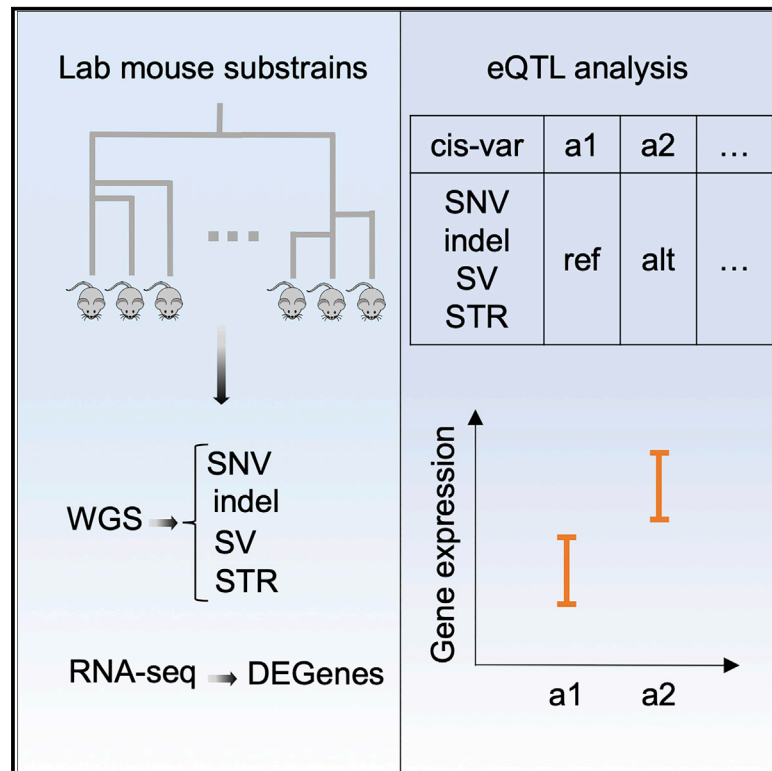 Lab mouse substrains
WGS
SNV
indel
SV
STR
RNA-seq
DEGenes
eQTL analysis
cis-var a1 a2 ...
SNV
indel
SV
STR
ref alt ...
Gene expression
a1 a2